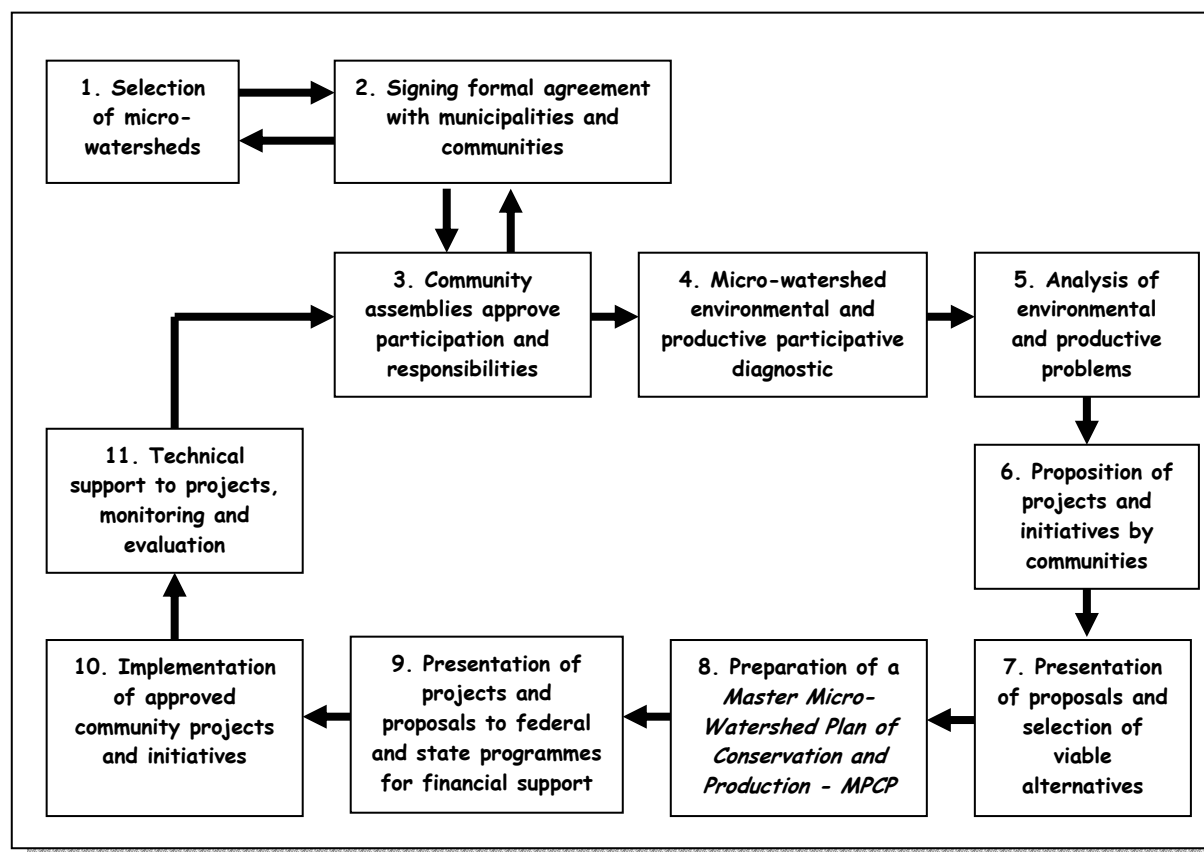 1. Selection
of micro-
watersheds
2. Signing formal agreement
with municipalities and
communities
3. Community
assemblies approve
participation and
responsibilities
4. Micro-watershed
environmental and
productive participative
diagnostic
5. Analysis of
environmental
and productive
problems
6. Proposition of
projects and
initiatives by
communities
7. Presentation
of proposals and
selection of
viable
alternatives
8. Preparation of a
Master Micro-
Watershed Plan of
Conservation and
Production - MPCP
9. Presentation of
projects and
proposals to federal
and state programmes
for financial support
10. Implementation
of approved
community projects
and initiatives
11. Technical
support to projects,
monitoring and
evaluation